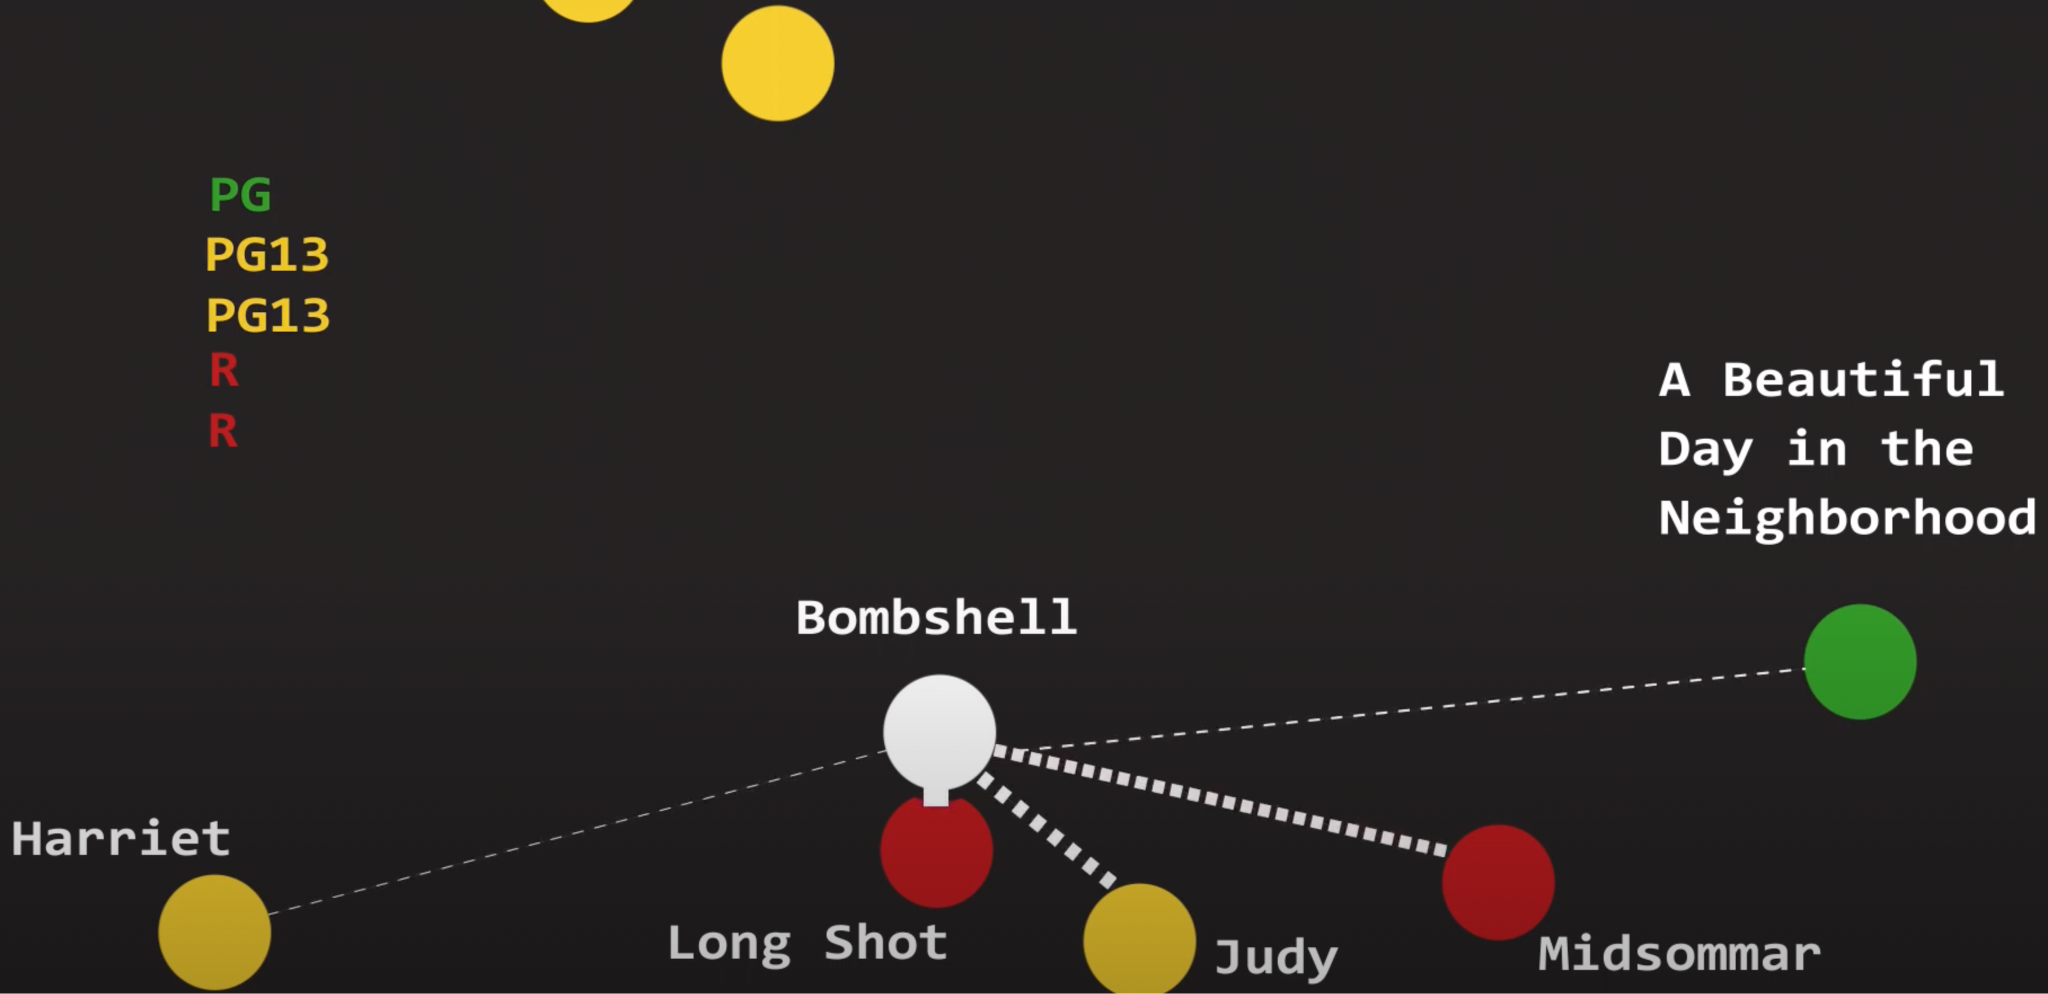 PG
PG13
PG13
R
R
A Beautiful
Day in the
Neighborhood
Bombshell
Harriet
Long Shot
Judy
Midsommar